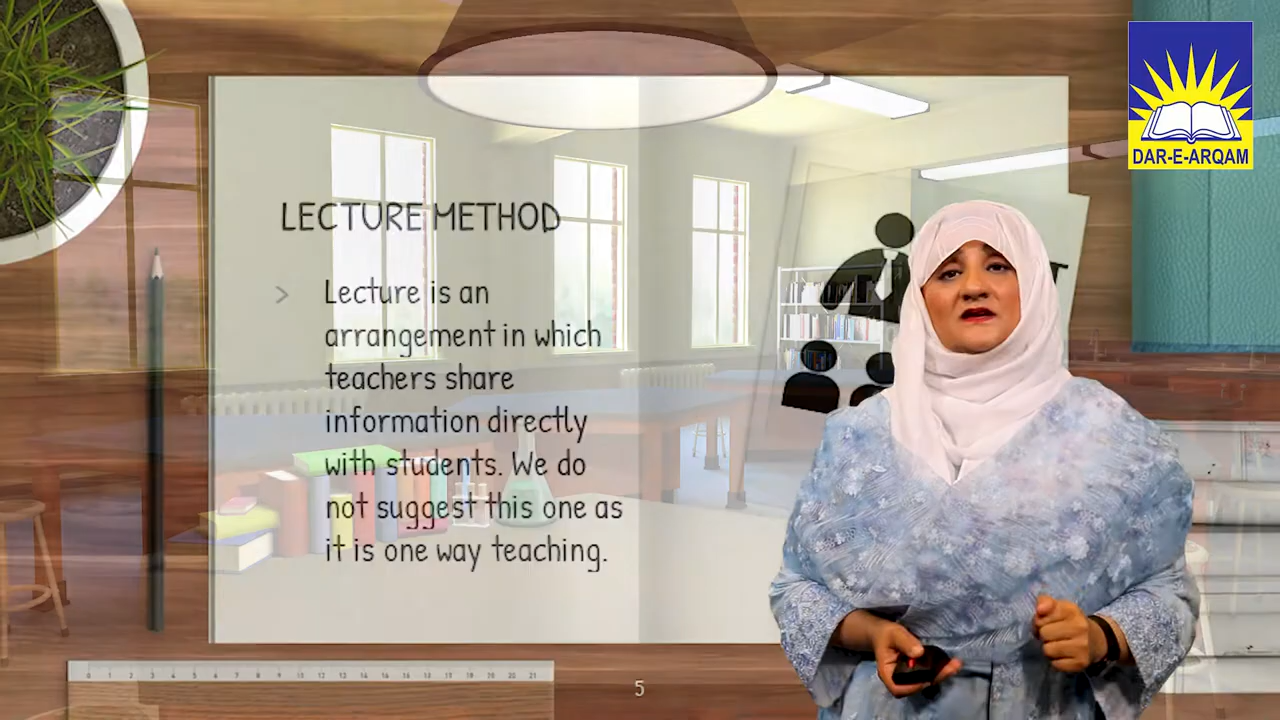 DAR-E-ARQAM
LECTURE METHOD
> Lecture is an
arrangement in which
teachers share
information directly
with students. We do
not suggest this one as
it is one way teaching.
5